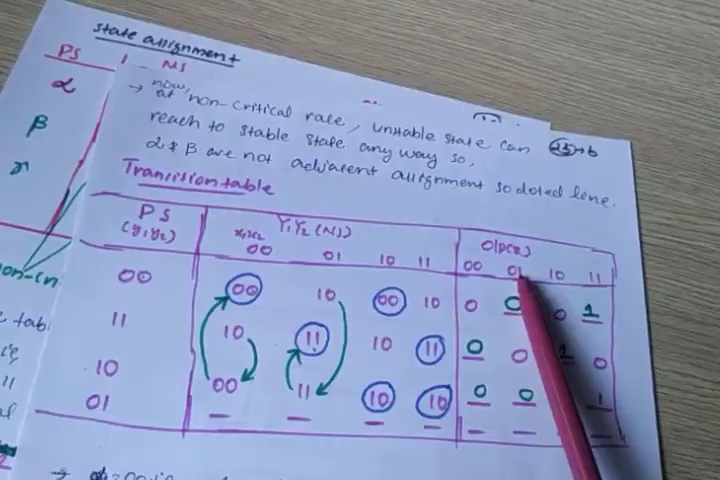 State assignment
PS NS
α
β
now,
→ at non-critical race, unstable state can 23→b
reach to stable state any way so,
α & β are not adjacent assignment so doted line.
Transistion table
PS
(y₁y₂)
Y₁Y₂ (NS)
O/P(Z)
x₁x₂
00 01 10 11 00 01 10 11
00 00 10 00 10 0 0 0 1
11 10 11 10 11 0 0 1 0
10 00 11 10 10 0 0 1
01 — — — — — — —